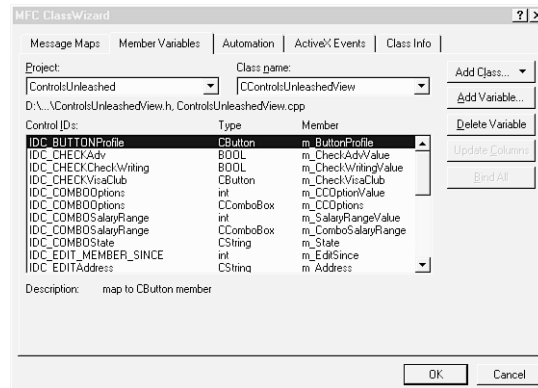 MFC ClassWizard
Message Maps Member Variables Automation ActiveX Events Class Info
Project: Class name:
ControlsUnleashed CControlsUnleashedView
Add Class...
D:\...\ControlsUnleashedView.h, ControlsUnleashedView.cpp
Add Variable...
Control IDs: Type Member
Delete Variable
IDC_BUTTONProfile CButton m_ButtonProfile
IDC_CHECKAdv BOOL m_CheckAdvValue
Update Columns
IDC_CHECKCheckWriting BOOL m_CheckWritingValue
IDC_CHECKVisaClub CButton m_CheckVisaClub
Bind All
IDC_COMBOOptions int m_CCOptionValue
IDC_COMBOOptions CComboBox m_CCOptions
IDC_COMBOSalaryRange int m_SalaryRangeValue
IDC_COMBOSalaryRange CComboBox m_ComboSalaryRange
IDC_COMBOState CString m_State
IDC_EDIT_MEMBER_SINCE int m_EditSince
IDC_EDITAddress CString m_Address
Description: map to CButton member
OK Cancel